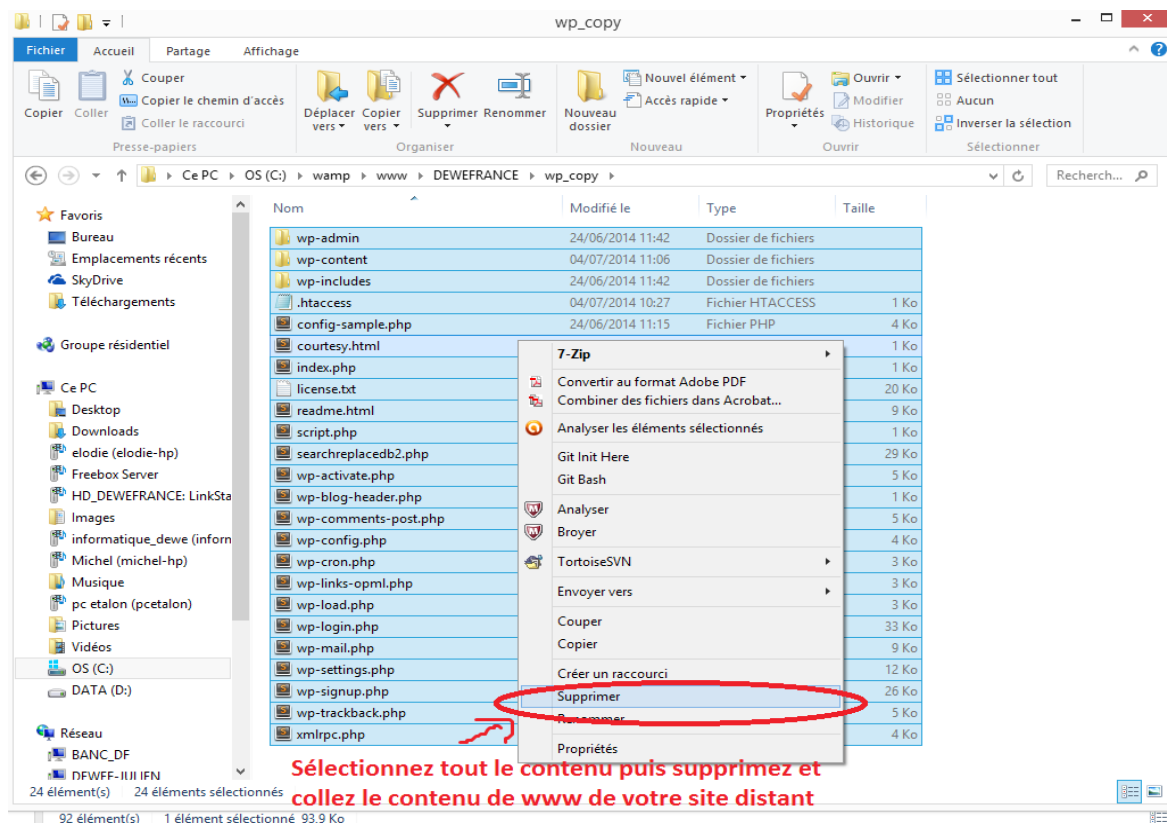 wp_copy
Fichier Accueil Partage Affichage
Copier
Coller
Couper
Copier le chemin d'accès
Coller le raccourci
Déplacer vers
Copier vers
Supprimer
Renommer
Nouveau dossier
Nouvel élément
Accès rapide
Propriétés
Ouvrir
Modifier
Historique
Sélectionner tout
Aucun
Inverser la sélection
Presse-papiers Organiser Nouveau Ouvrir Sélectionner
Ce PC OS (C:) wamp www DEWEFRANCE wp_copy
Recherch...
Favoris
Bureau
Emplacements récents
SkyDrive
Téléchargements
Groupe résidentiel
Ce PC
Desktop
Downloads
elodie (elodie-hp)
Freebox Server
HD_DEWEFRANCE: LinkSta
Images
informatique_dewe (inforn
Michel (michel-hp)
Musique
pc etalon (pcetalon)
Pictures
Vidéos
OS (C:)
DATA (D:)
Réseau
BANC_DF
DEWEE-JULIEN
Nom Modifié le Type Taille
wp-admin 24/06/2014 11:42 Dossier de fichiers
wp-content 04/07/2014 11:06 Dossier de fichiers
wp-includes 24/06/2014 11:42 Dossier de fichiers
.htaccess 04/07/2014 10:27 Fichier HTACCESS 1 Ko
config-sample.php 24/06/2014 11:15 Fichier PHP 4 Ko
courtesy.html 1 Ko
index.php 1 Ko
license.txt 20 Ko
readme.html 9 Ko
script.php 1 Ko
searchreplacedb2.php 29 Ko
wp-activate.php 5 Ko
wp-blog-header.php 1 Ko
wp-comments-post.php 5 Ko
wp-config.php 4 Ko
wp-cron.php 3 Ko
wp-links-opml.php 3 Ko
wp-load.php 3 Ko
wp-login.php 33 Ko
wp-mail.php 9 Ko
wp-settings.php 12 Ko
wp-signup.php 26 Ko
wp-trackback.php 5 Ko
xmlrpc.php 4 Ko
7-Zip
Convertir au format Adobe PDF
Combiner des fichiers dans Acrobat...
Analyser les éléments sélectionnés
Git Init Here
Git Bash
Analyser
Broyer
TortoiseSVN
Envoyer vers
Couper
Copier
Créer un raccourci
Supprimer
Renommer
Propriétés
Sélectionnez tout le contenu puis supprimez et
collez le contenu de www de votre site distant
24 élément(s) 24 éléments sélectionnés
92 élément(s) 1 élément sélectionné 93,9 Ko